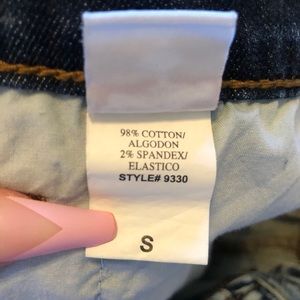 98% COTTON/
ALGODON
2% SPANDEX/
ELASTICO
STYLE# 9330
S